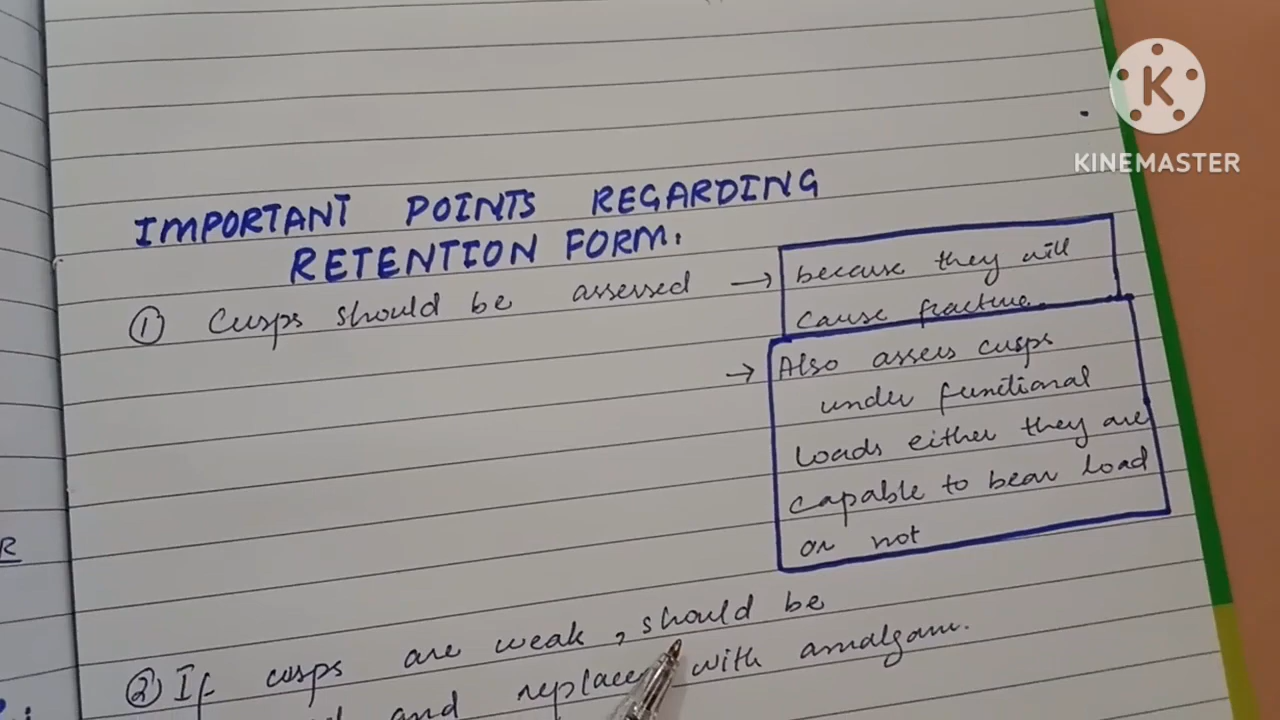 K
KINEMASTER
IMPORTANT POINTS REGARDING
RETENTION FORM.
① Cusps should be assessed → because they will
cause fracture.
→ Also assess cusps
under functional
loads either they are
capable to bear load
or not
② If cusps are weak, should be
and replaced with amalgam.
R